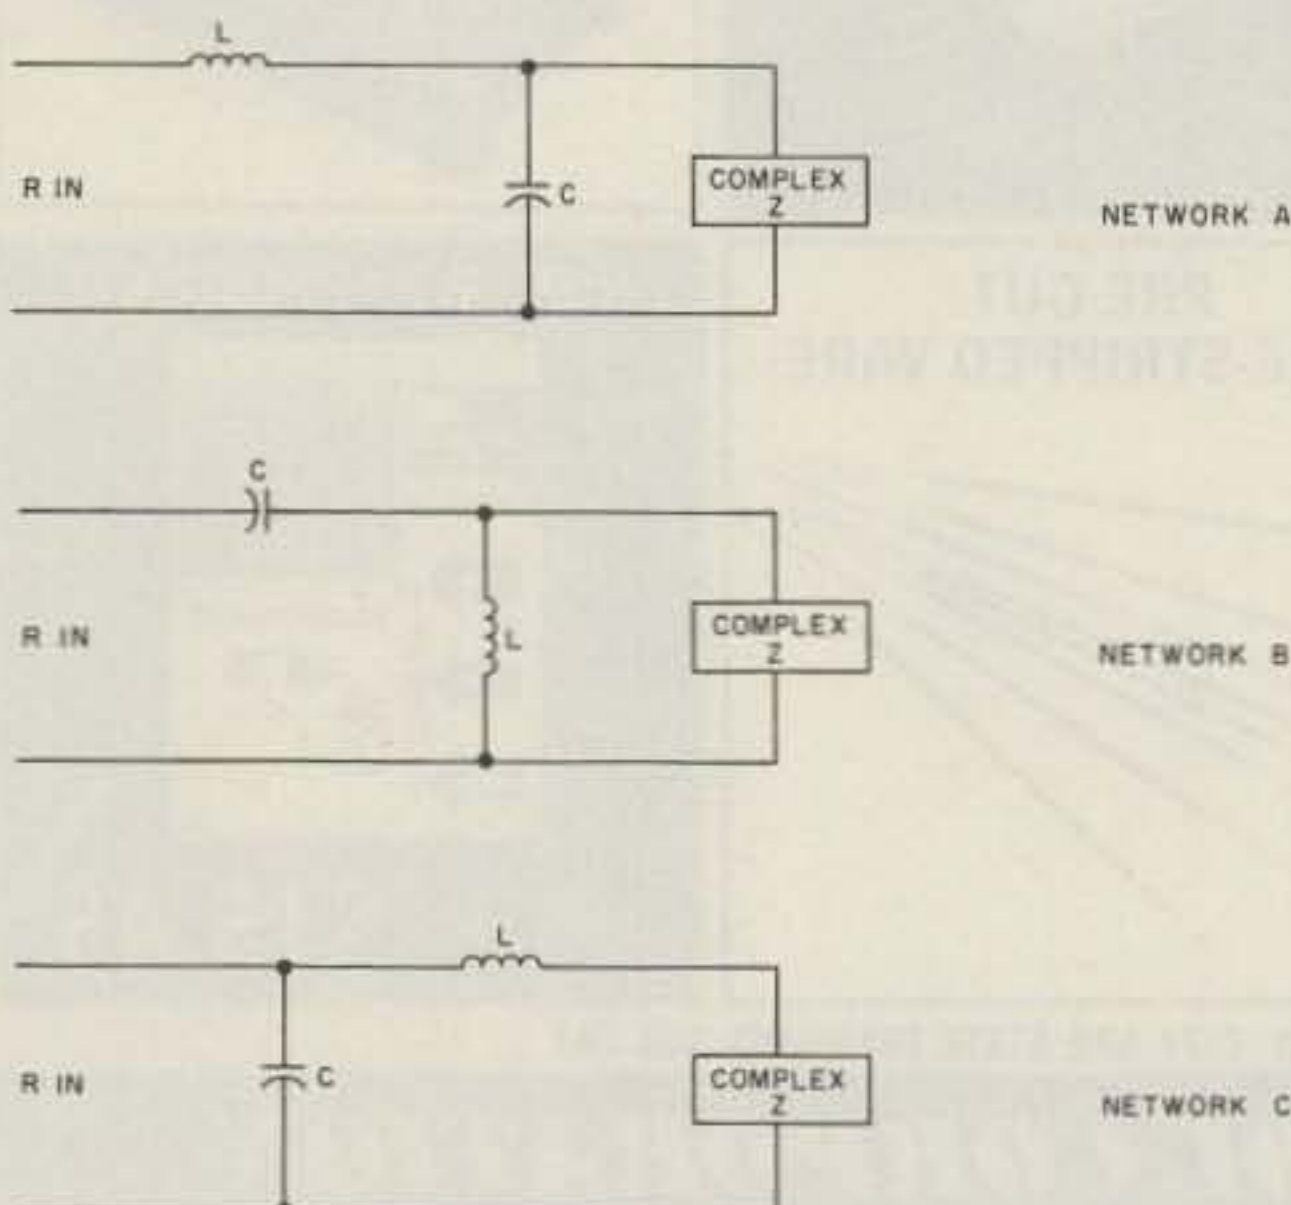 L
R IN
C
COMPLEX
Z
NETWORK A
C
R IN
L
COMPLEX
Z
NETWORK B
L
R IN
C
COMPLEX
Z
NETWORK C